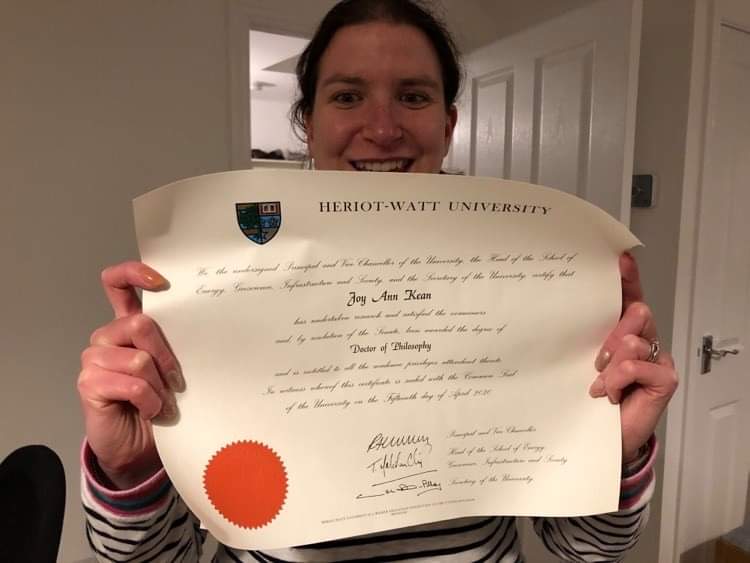 HERIOT-WATT UNIVERSITY
We the undersigned Principal and Vice Chancellor of the University, the Head of the School of
Energy, Geoscience, Infrastructure and Society, and the Secretary of the University, certify that
Joy Ann Kean
has undertaken research and satisfied the examiners
and, by resolution of the Senate, been awarded the degree of
Doctor of Philosophy
and is entitled to all the academic privileges attendant thereto
In witness whereof this certificate is sealed with the Common Seal
of the University on the Fifteenth day of April 2020
Principal and Vice Chancellor
Head of the School of Energy
Geoscience, Infrastructure and Society
Secretary of the University